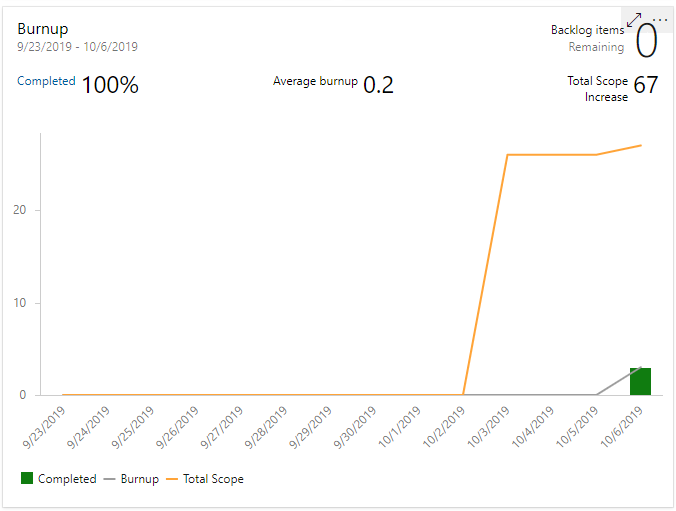 Burnup
9/23/2019 - 10/6/2019
Backlog items
Remaining
0
Completed 100%
Average burnup 0.2
Total Scope
Increase
67
20
10
0
9/23/2019
9/24/2019
9/25/2019
9/26/2019
9/27/2019
9/28/2019
9/29/2019
9/30/2019
10/1/2019
10/2/2019
10/3/2019
10/4/2019
10/5/2019
10/6/2019
Completed
Burnup
Total Scope